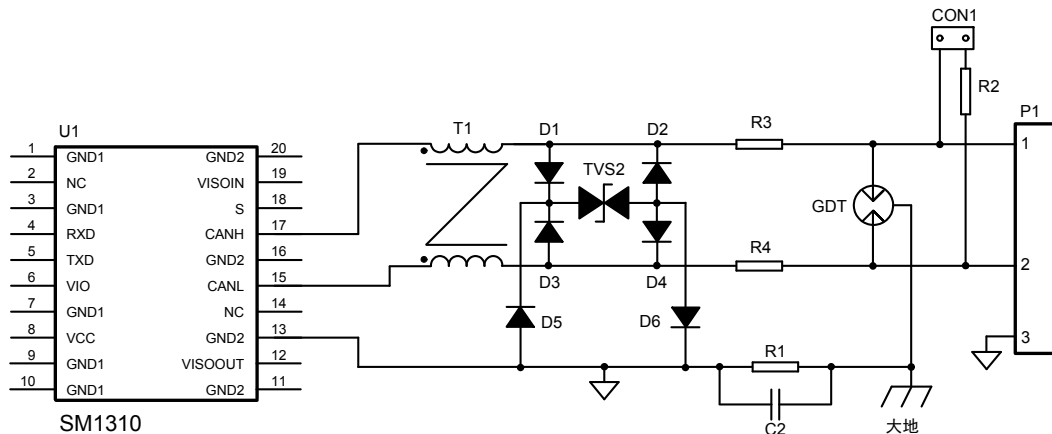 CON1
R2
P1
U1
T1
D1
D2
R3
TVS2
GDT
1
2
3
D3
D4
R4
D5
D6
R1
C2
大地
1 GND1
2 NC
3 GND1
4 RXD
5 TXD
6 VIO
7 GND1
8 VCC
9 GND1
10 GND1
GND2 20
VISOIN 19
S 18
CANH 17
GND2 16
CANL 15
NC 14
GND2 13
VISOOUT 12
GND2 11
SM1310